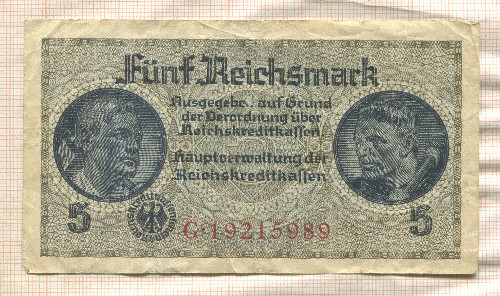 Fünf Reichsmark
Ausgegeben auf Grund
der Verordnung über
Reichskreditkassen
Hauptverwaltung der
Reichskreditkassen
5
G·19215989
5